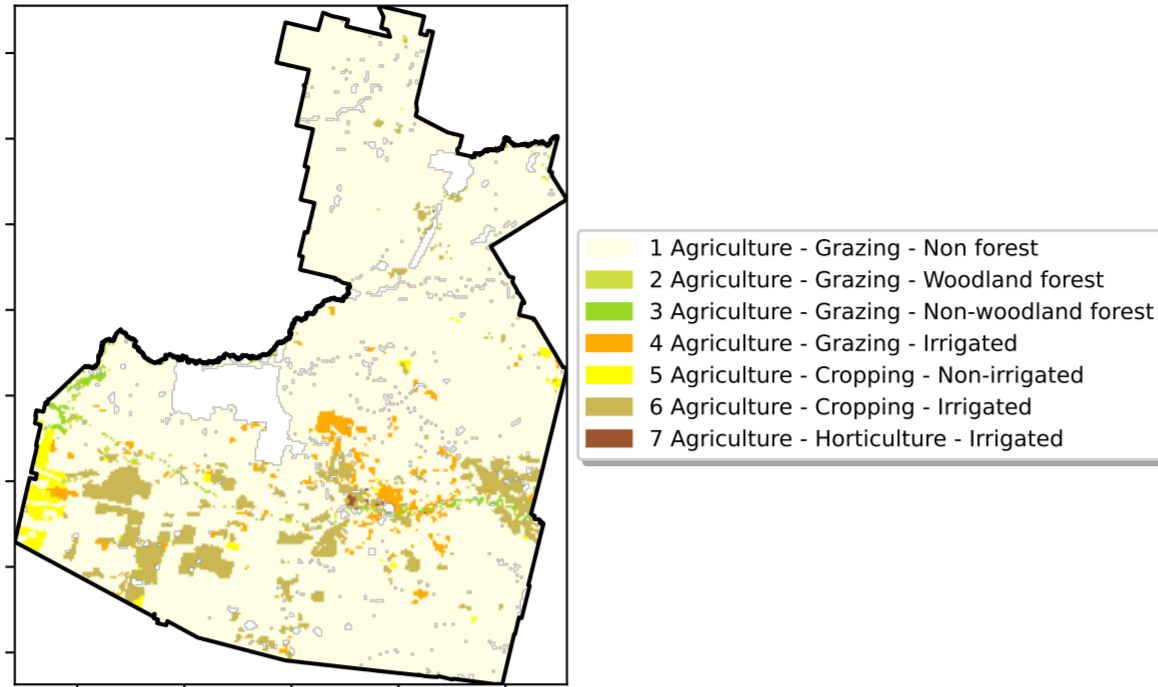 1 Agriculture - Grazing - Non forest
2 Agriculture - Grazing - Woodland forest
3 Agriculture - Grazing - Non-woodland forest
4 Agriculture - Grazing - Irrigated
5 Agriculture - Cropping - Non-irrigated
6 Agriculture - Cropping - Irrigated
7 Agriculture - Horticulture - Irrigated